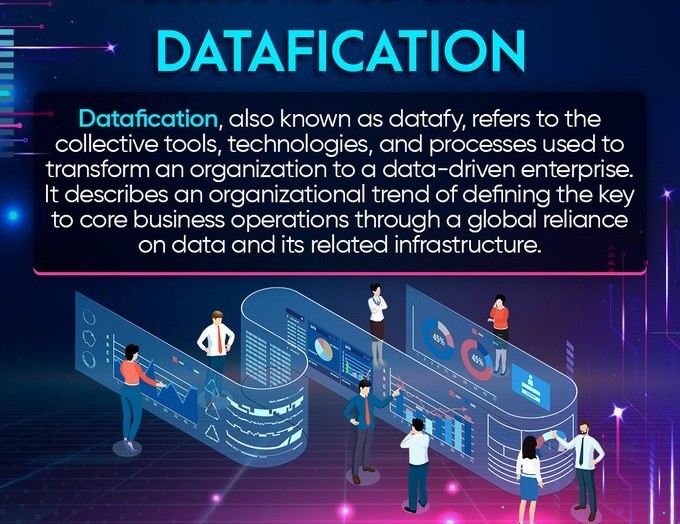 DATAFICATION
Datafication, also known as datafy, refers to the
collective tools, technologies, and processes used to
transform an organization to a data-driven enterprise.
It describes an organizational trend of defining the key
to core business operations through a global reliance
on data and its related infrastructure.
45%
45%